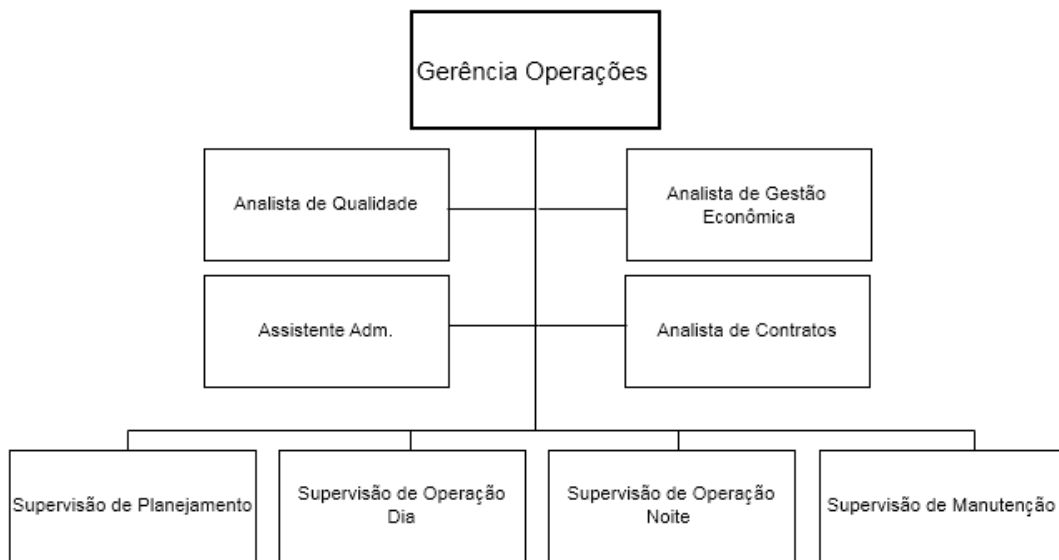 Gerência Operações
Analista de Qualidade
Analista de Gestão
Econômica
Assistente Adm.
Analista de Contratos
Supervisão de Planejamento
Supervisão de Operação
Dia
Supervisão de Operação
Noite
Supervisão de Manutenção